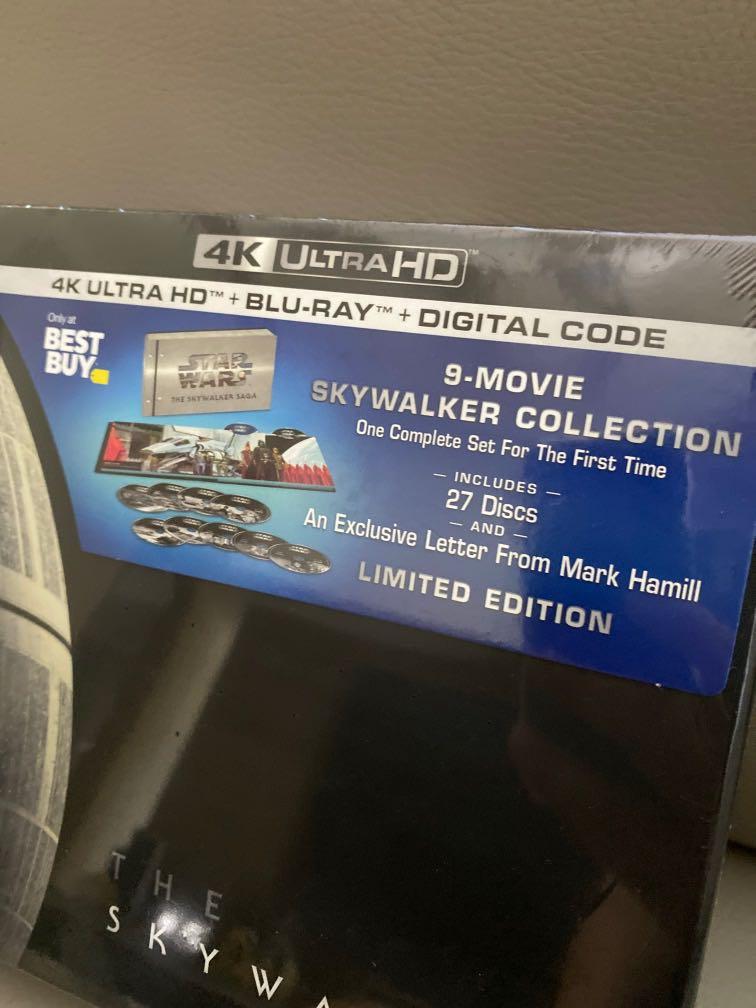 4K ULTRA HD™
4K ULTRA HD™ + BLU-RAY™ + DIGITAL CODE
Only at
BEST
BUY
STAR
WARS
THE SKYWALKER SAGA
9-MOVIE
SKYWALKER COLLECTION
One Complete Set For The First Time
— INCLUDES —
27 Discs
— AND —
An Exclusive Letter From Mark Hamill
LIMITED EDITION
THE
SKYWA